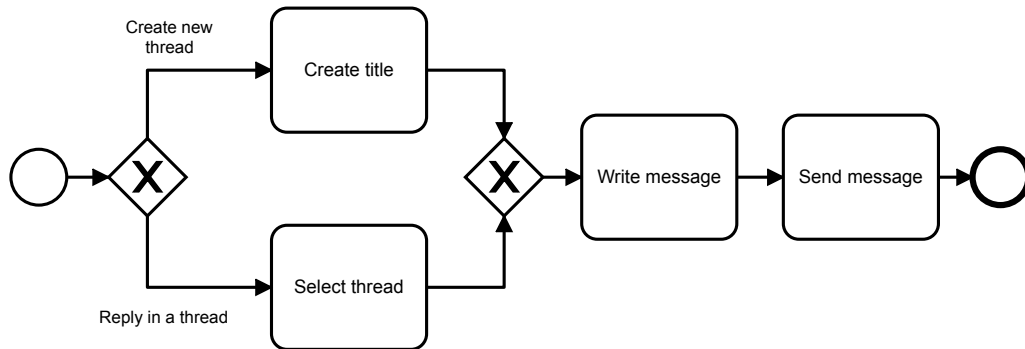 Create new
thread
Create title
Write message
Send message
Select thread
Reply in a thread